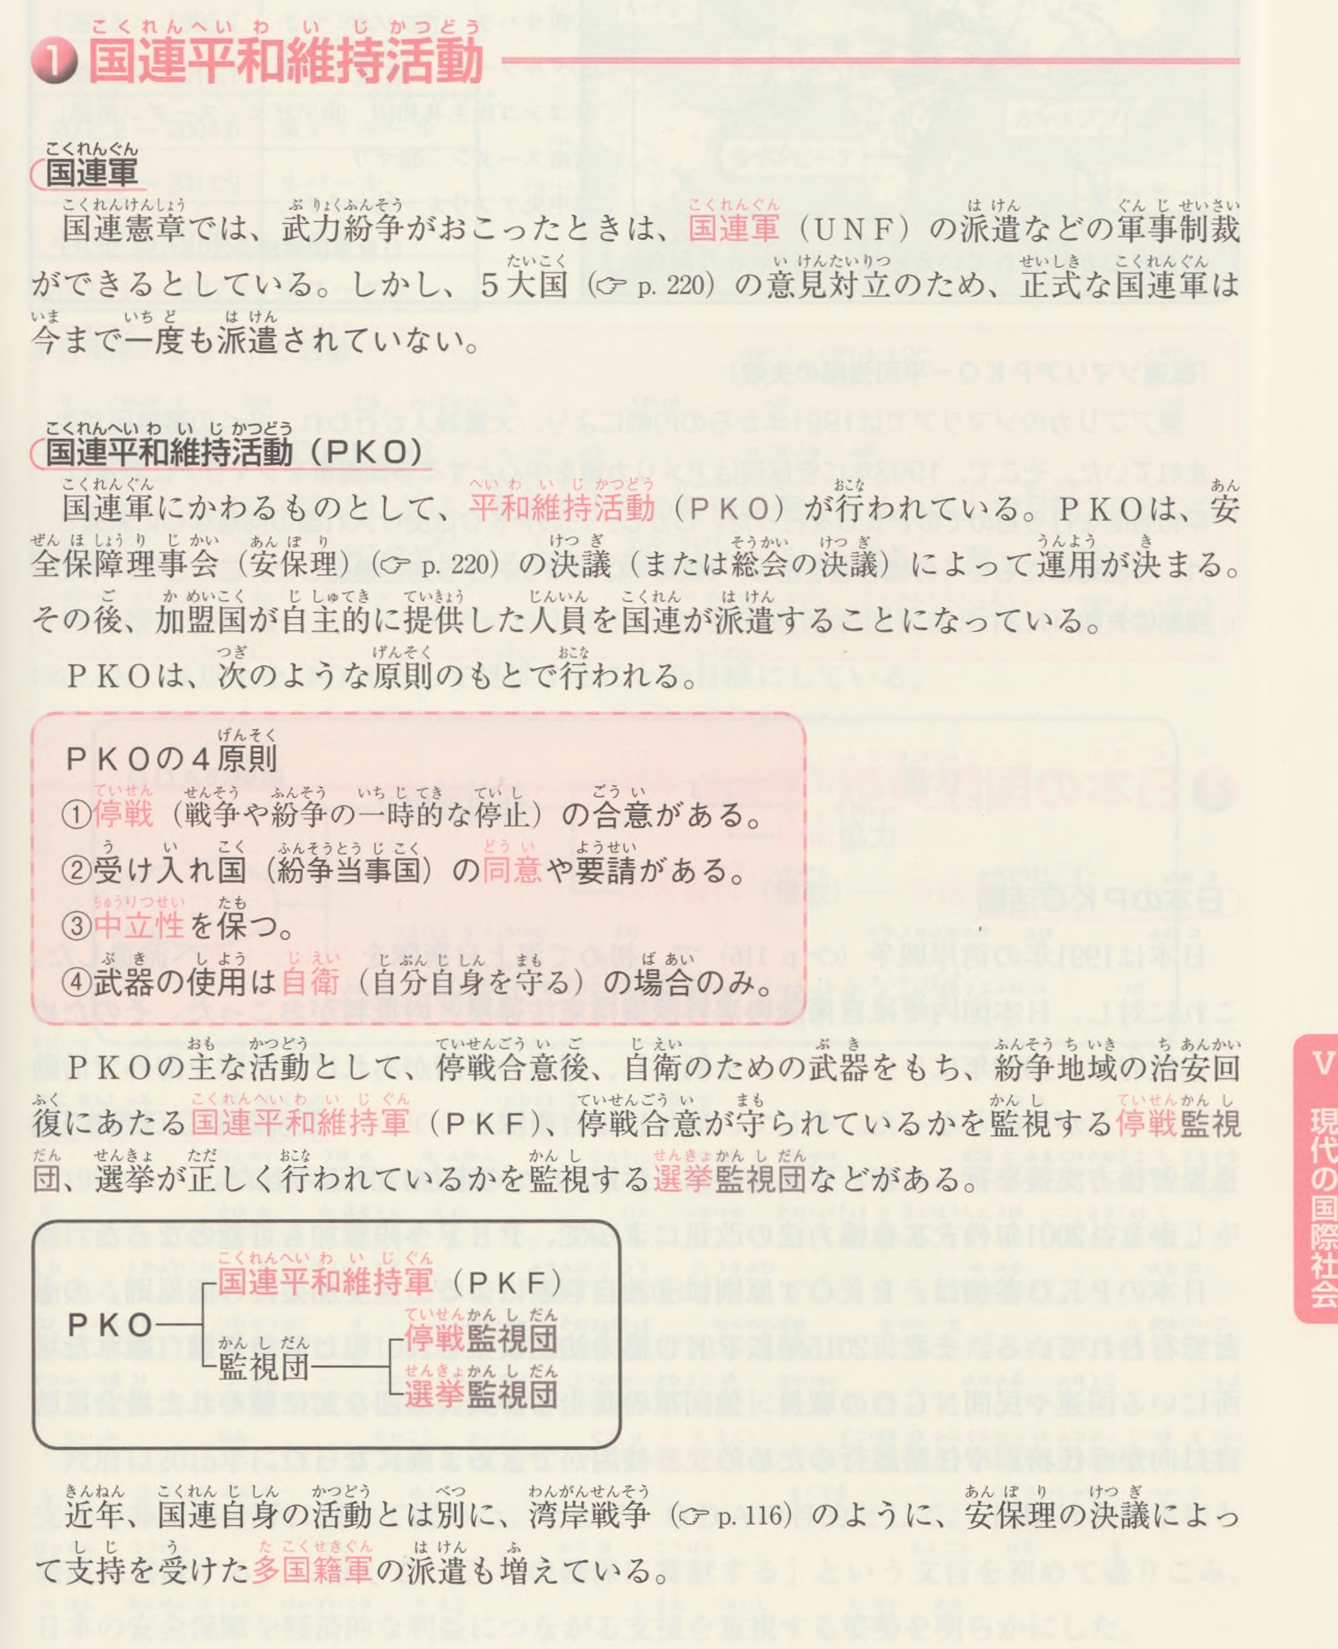 1 国連平和維持活動
国連軍
国連憲章では、武力紛争がおこったときは、国連軍（UNF）の派遣などの軍事制裁
ができるとしている。しかし、5大国（☞ p. 220）の意見対立のため、正式な国連軍は
今まで一度も派遣されていない。
国連平和維持活動（PKO）
国連軍にかわるものとして、平和維持活動（PKO）が行われている。PKOは、安
全保障理事会（安保理）（☞ p. 220）の決議（または総会の決議）によって運用が決まる。
その後、加盟国が自主的に提供した人員を国連が派遣することになっている。
PKOは、次のような原則のもとで行われる。
PKOの4原則
①停戦（戦争や紛争の一時的な停止）の合意がある。
②受け入れ国（紛争当事国）の同意や要請がある。
③中立性を保つ。
④武器の使用は自衛（自分自身を守る）の場合のみ。
PKOの主な活動として、停戦合意後、自衛のための武器をもち、紛争地域の治安回
復にあたる国連平和維持軍（PKF）、停戦合意が守られているかを監視する停戦監視
団、選挙が正しく行われているかを監視する選挙監視団などがある。
国連平和維持軍（PKF）
PKO
停戦監視団
監視団
選挙監視団
近年、国連自身の活動とは別に、湾岸戦争（☞ p. 116）のように、安保理の決議によっ
て支持を受けた多国籍軍の派遣も増えている。
V 現代の国際社会